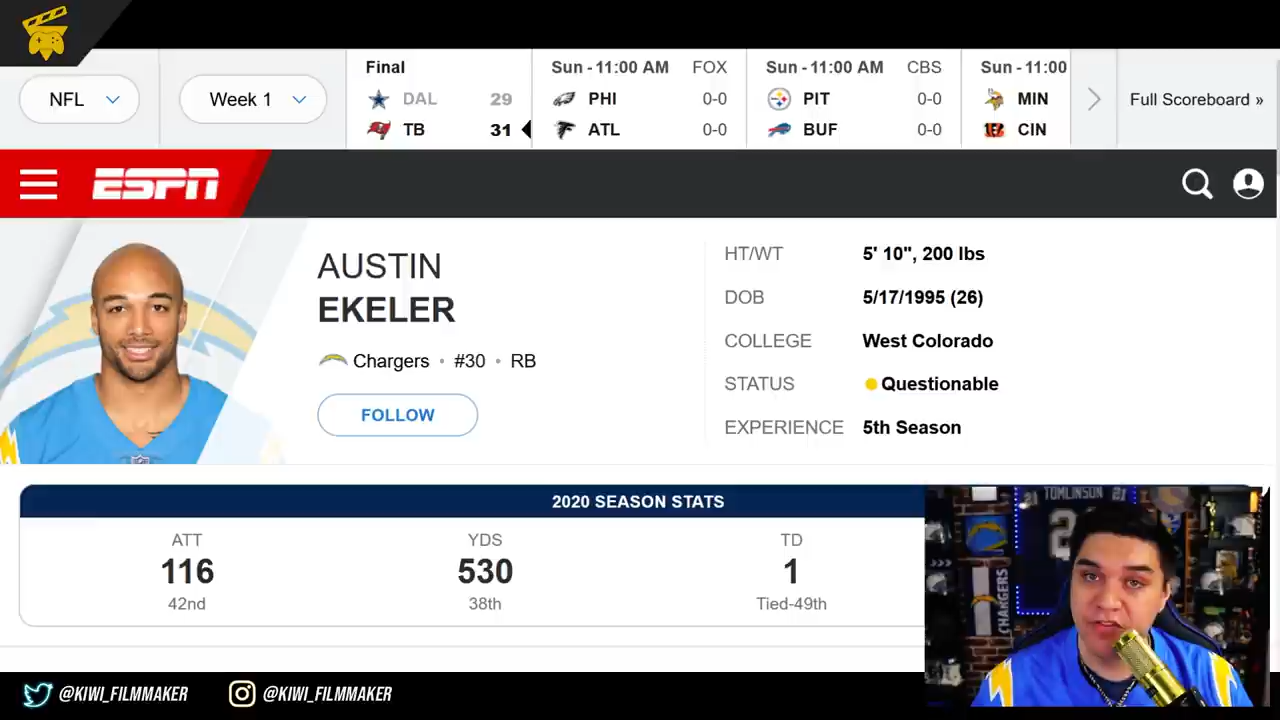 NFL
Week 1
Final
DAL 29
TB 31
Sun - 11:00 AM FOX
PHI 0-0
ATL 0-0
Sun - 11:00 AM CBS
PIT 0-0
BUF 0-0
Sun - 11:00
MIN
CIN
Full Scoreboard »
ESPN
AUSTIN
EKELER
Chargers • #30 • RB
FOLLOW
HT/WT 5' 10", 200 lbs
DOB 5/17/1995 (26)
COLLEGE West Colorado
STATUS Questionable
EXPERIENCE 5th Season
2020 SEASON STATS
ATT YDS TD
116 530 1
42nd 38th Tied-49th
21 TOMLINSON 21
CHARGERS
@KIWI_FILMMAKER @KIWI_FILMMAKER